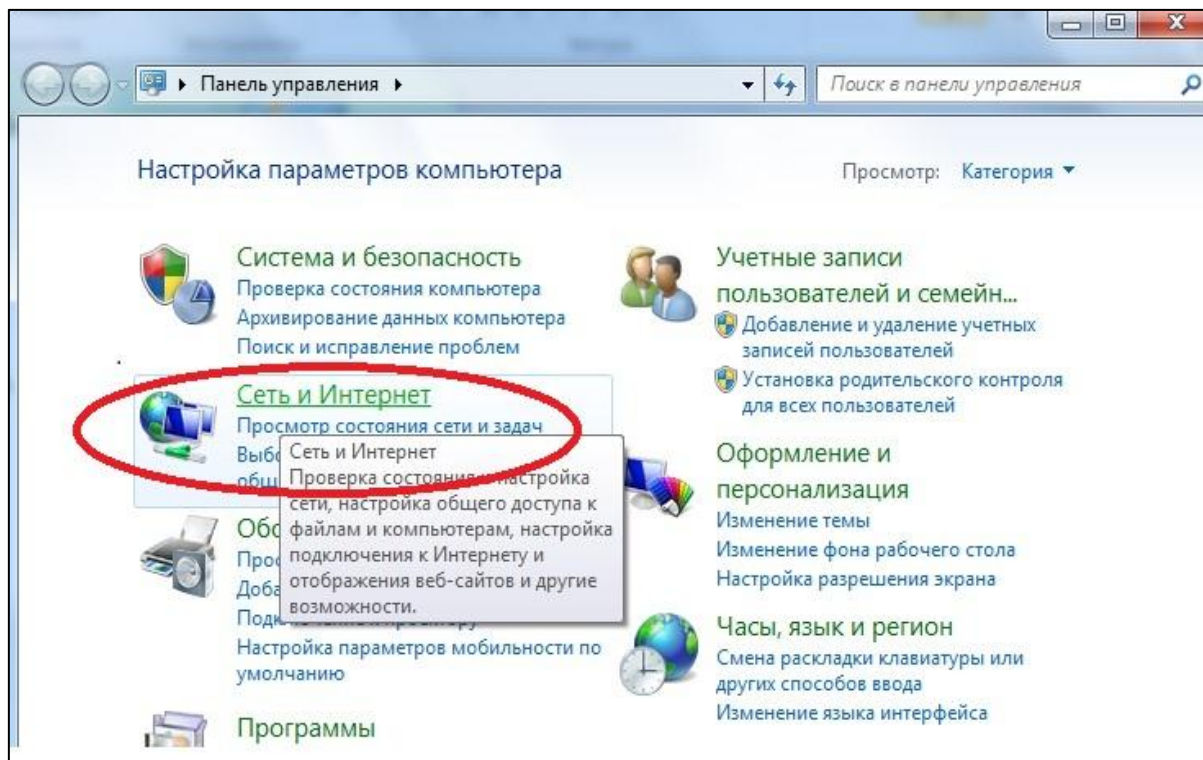 Панель управления
Поиск в панели управления
Настройка параметров компьютера
Просмотр: Категория
Система и безопасность
Проверка состояния компьютера
Архивирование данных компьютера
Поиск и исправление проблем
Сеть и Интернет
Просмотр состояния сети и задач
Сеть и Интернет
Проверка состояния и настройка
сети, настройка общего доступа к
файлам и компьютерам, настройка
подключения к Интернету и
отображения веб-сайтов и другие
возможности.
Настройка параметров мобильности по
умолчанию
Программы
Учетные записи
пользователей и семейн...
Добавление и удаление учетных
записей пользователей
Установка родительского контроля
для всех пользователей
Оформление и
персонализация
Изменение темы
Изменение фона рабочего стола
Настройка разрешения экрана
Часы, язык и регион
Смена раскладки клавиатуры или
других способов ввода
Изменение языка интерфейса